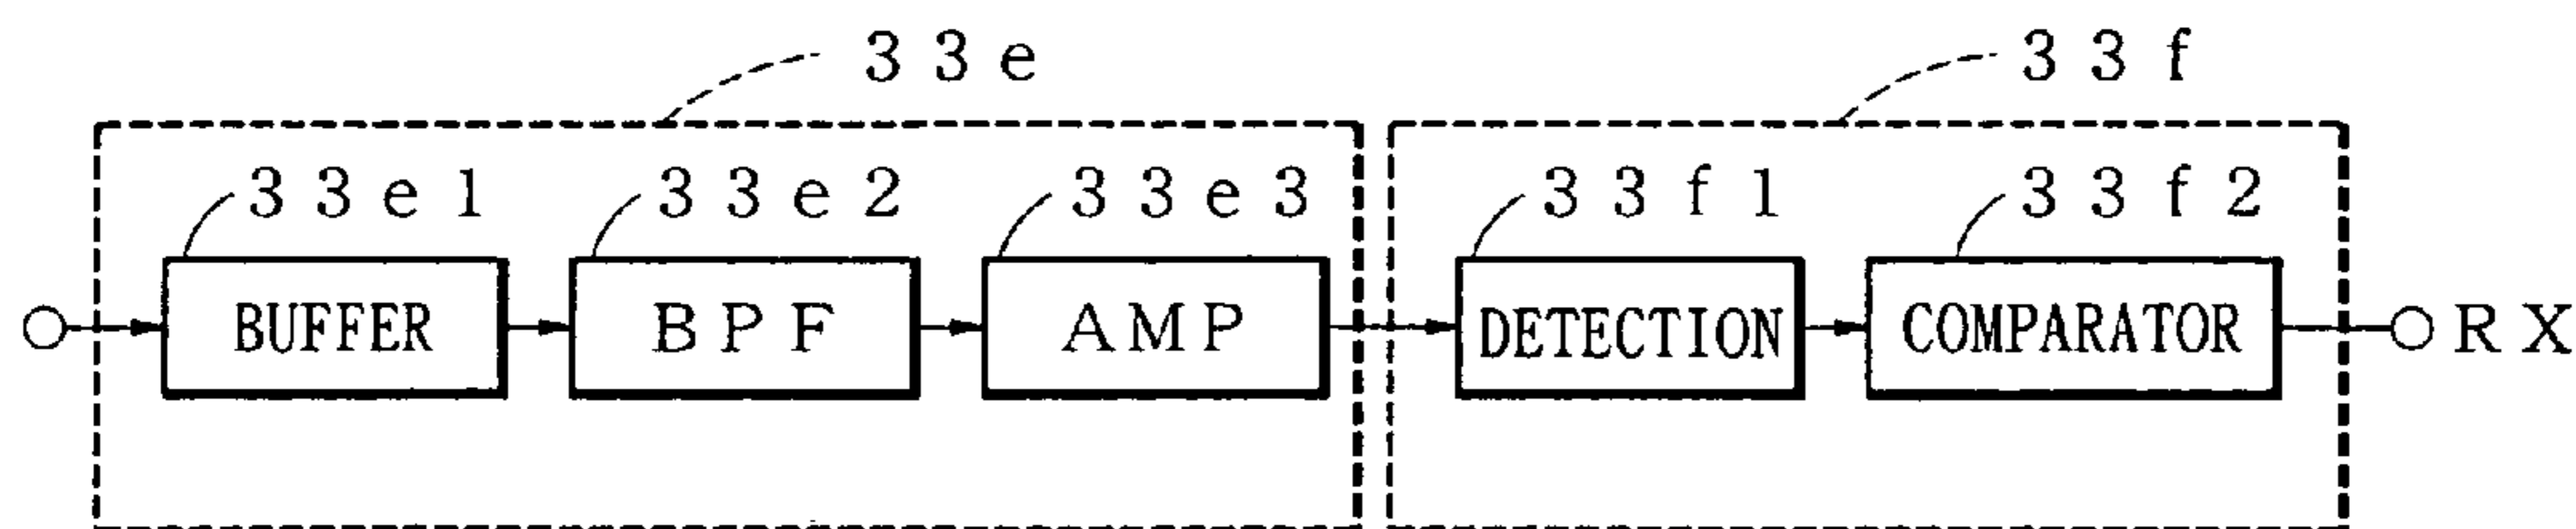 33e 33f
33e1 33e2 33e3 33f1 33f2
BUFFER BPF AMP DETECTION COMPARATOR RX